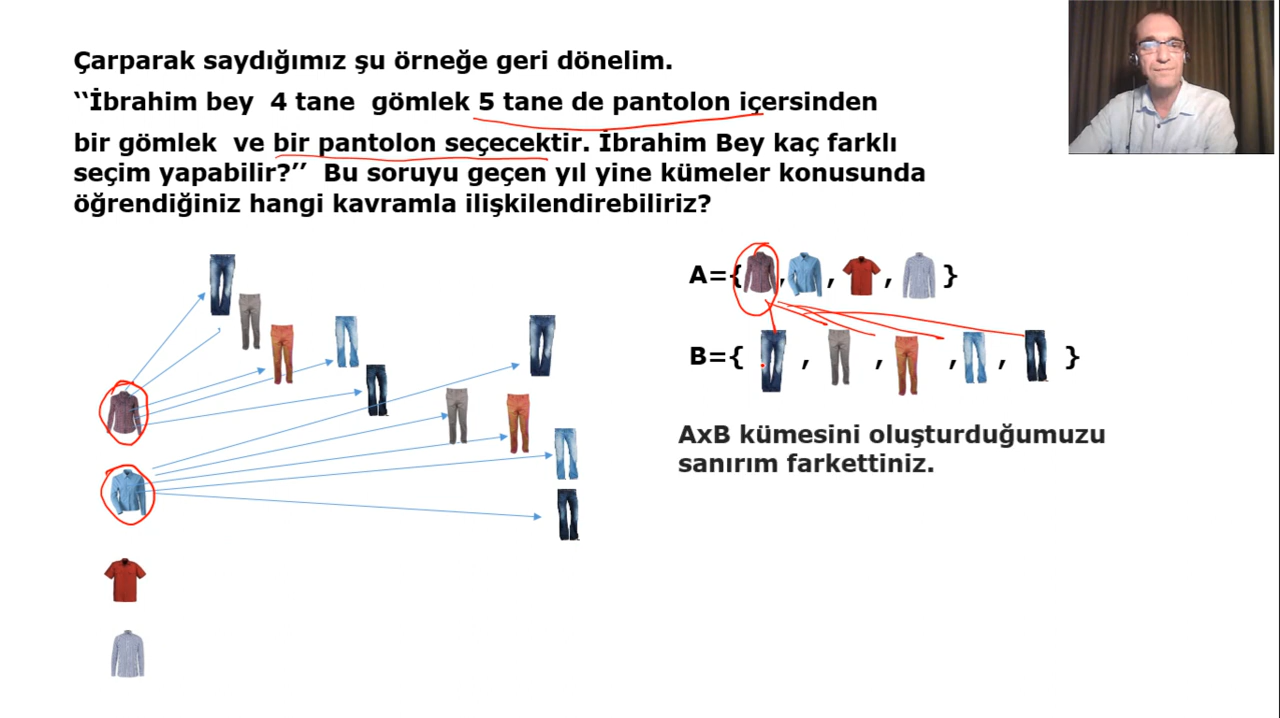 Çarparak saydığımız şu örneğe geri dönelim.
‘‘İbrahim bey 4 tane gömlek 5 tane de pantolon içersinden
bir gömlek ve bir pantolon seçecektir. İbrahim Bey kaç farklı
seçim yapabilir?’’ Bu soruyu geçen yıl yine kümeler konusunda
öğrendiğiniz hangi kavramla ilişkilendirebiliriz?
A={ , , , }
B={ , , , , }
AxB kümesini oluşturduğumuzu
sanırım farkettiniz.